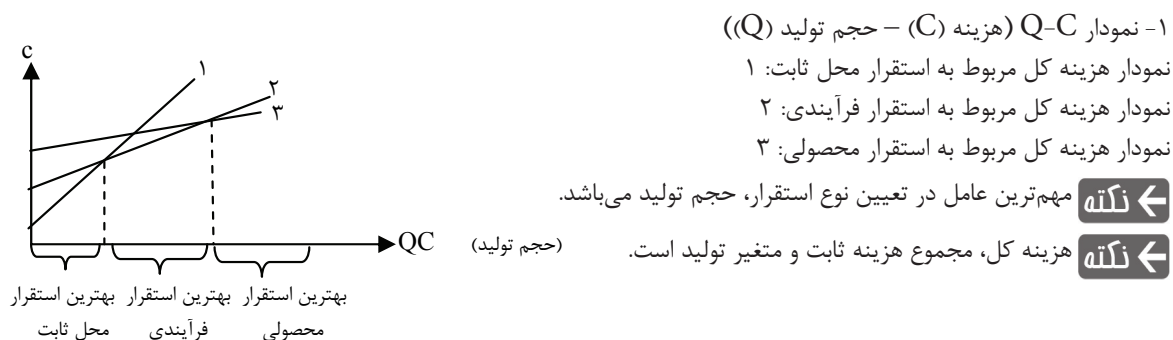 ۱- نمودار Q-C (هزینه (C) – حجم تولید (Q))
نمودار هزینه کل مربوط به استقرار محل ثابت: ۱
نمودار هزینه کل مربوط به استقرار فرآیندی: ۲
نمودار هزینه کل مربوط به استقرار محصولی: ۳
نکته مهم‌ترین عامل در تعیین نوع استقرار، حجم تولید می‌باشد.
نکته هزینه کل، مجموع هزینه ثابت و متغیر تولید است.
c
۱
۲
۳
QC (حجم تولید)
بهترین استقرار محل ثابت
بهترین استقرار فرآیندی
بهترین استقرار محصولی